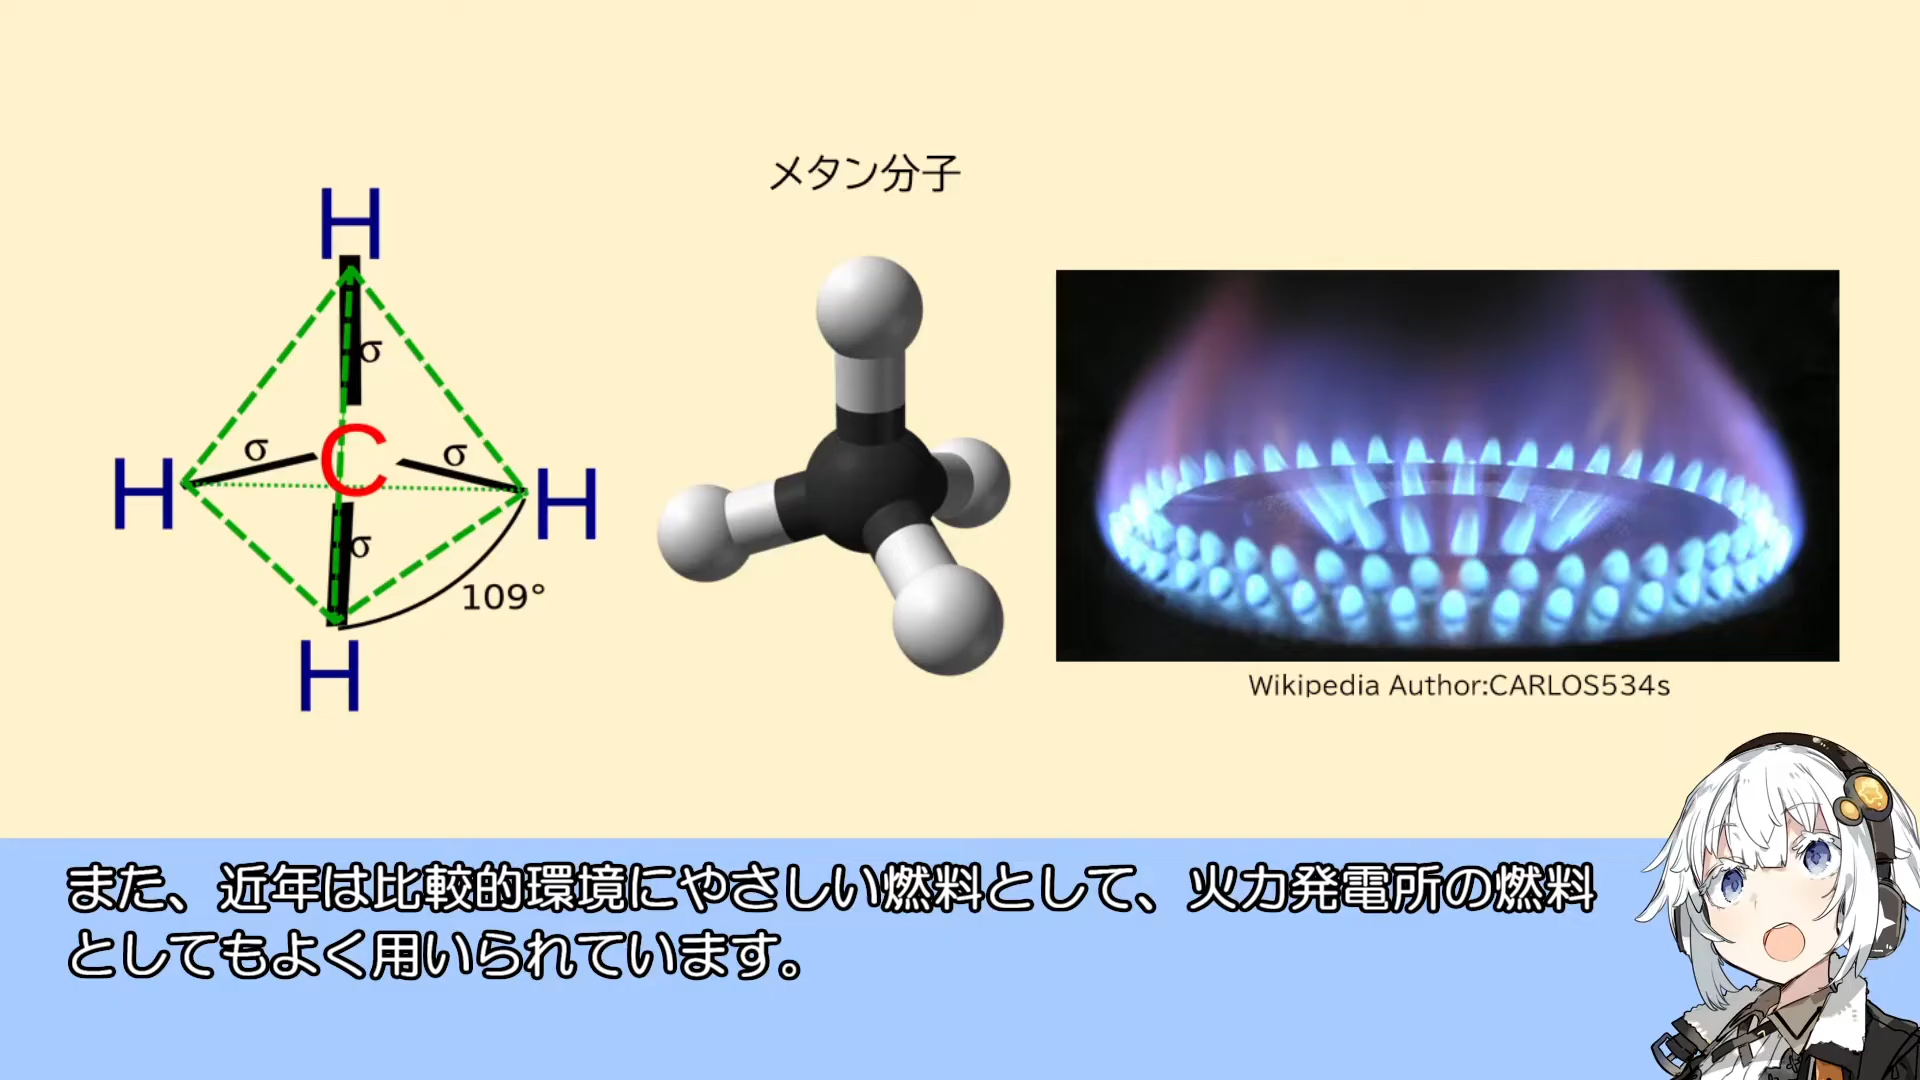 メタン分子
H
σ
σ
C
σ
H
H
σ
109°
H
Wikipedia Author:CARLOS534s
また、近年は比較的環境にやさしい燃料として、火力発電所の燃料
としてもよく用いられています。